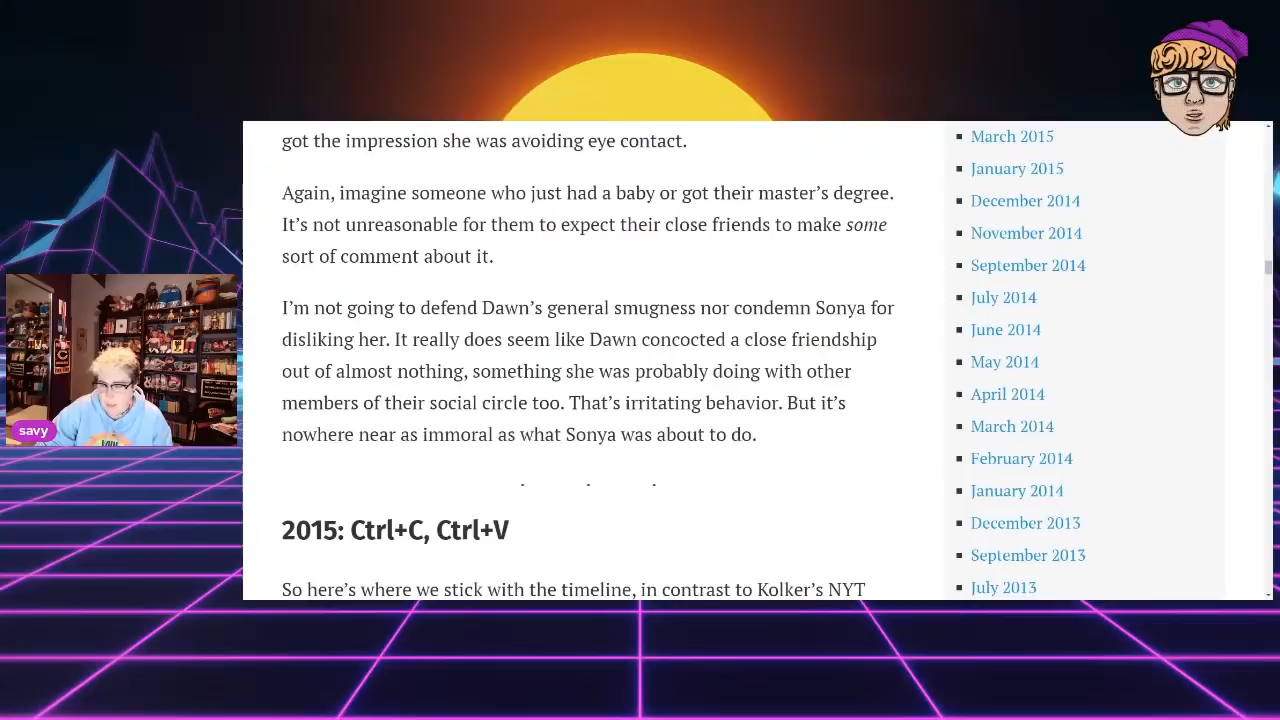 got the impression she was avoiding eye contact.
Again, imagine someone who just had a baby or got their master's degree.
It's not unreasonable for them to expect their close friends to make some
sort of comment about it.
I'm not going to defend Dawn's general smugness nor condemn Sonya for
disliking her. It really does seem like Dawn concocted a close friendship
out of almost nothing, something she was probably doing with other
members of their social circle too. That's irritating behavior. But it's
nowhere near as immoral as what Sonya was about to do.
2015: Ctrl+C, Ctrl+V
So here's where we stick with the timeline, in contrast to Kolker's NYT
March 2015
January 2015
December 2014
November 2014
September 2014
July 2014
June 2014
May 2014
April 2014
March 2014
February 2014
January 2014
December 2013
September 2013
July 2013
savy